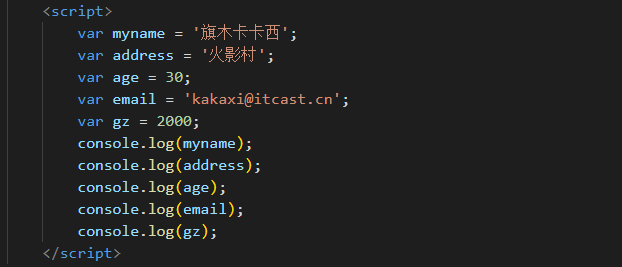 <script>
var myname = '旗木卡卡西';
var address = '火影村';
var age = 30;
var email = 'kakaxi@itcast.cn';
var gz = 2000;
console.log(myname);
console.log(address);
console.log(age);
console.log(email);
console.log(gz);
</script>